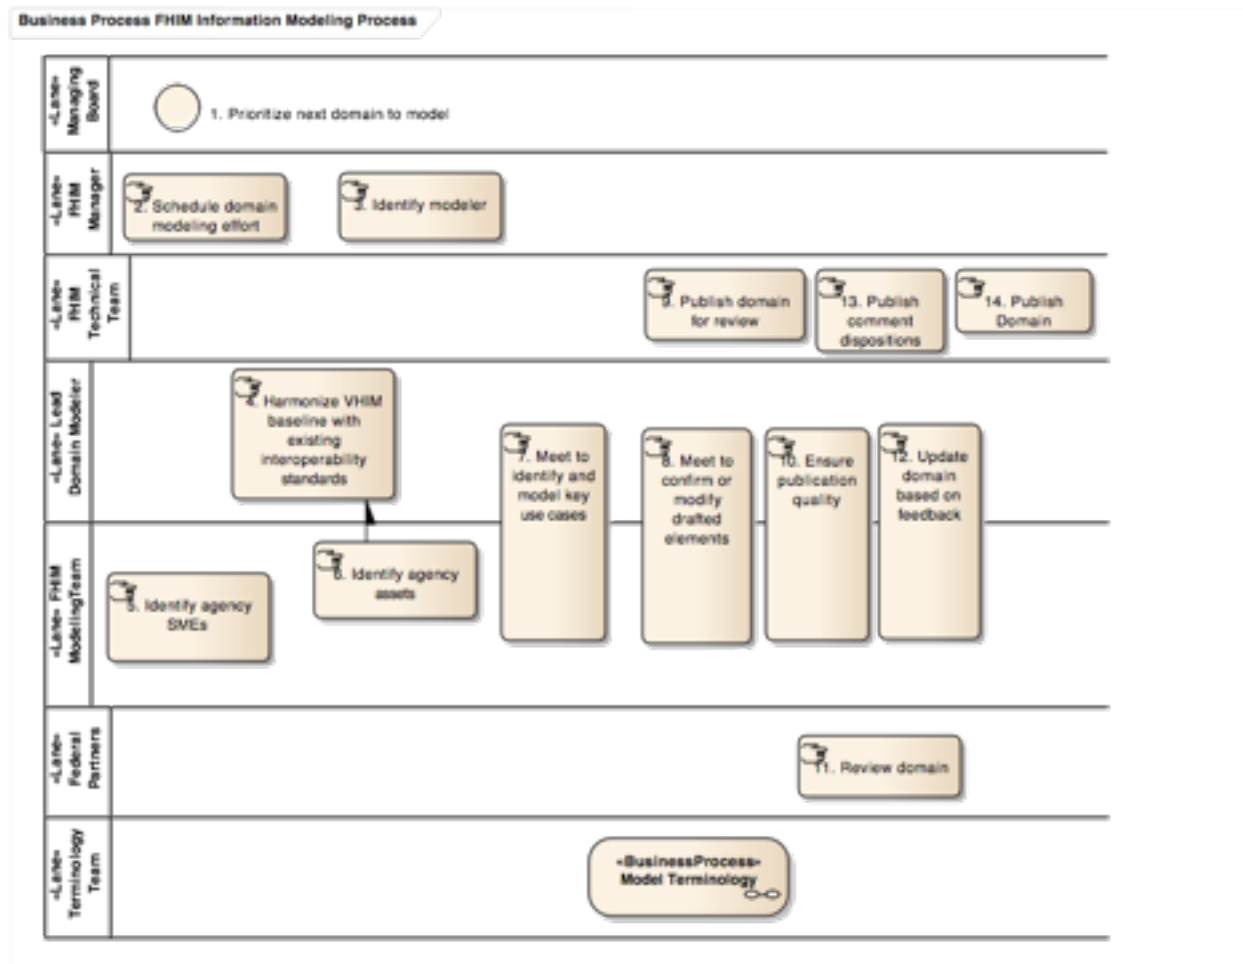 Business Process FHIM Information Modeling Process
«Lane»
Managing
Board
1. Prioritize next domain to model
«Lane»
FHIM
Manager
2. Schedule domain
modeling effort
3. Identify modeler
«Lane»
FHIM
Technical
Team
9. Publish domain
for review
13. Publish
comment
dispositions
14. Publish
Domain
«Lane» Lead
Domain Modeler
4. Harmonize VHIM
baseline with
existing
interoperability
standards
7. Meet to
identify and
model key
use cases
8. Meet to
confirm or
modify
drafted
elements
10. Ensure
publication
quality
12. Update
domain
based on
feedback
«Lane» FHIM
ModelingTeam
5. Identify agency
SMEs
6. Identify agency
assets
«Lane»
Federal
Partners
11. Review domain
«Lane»
Terminology
Team
«BusinessProcess»
Model Terminology